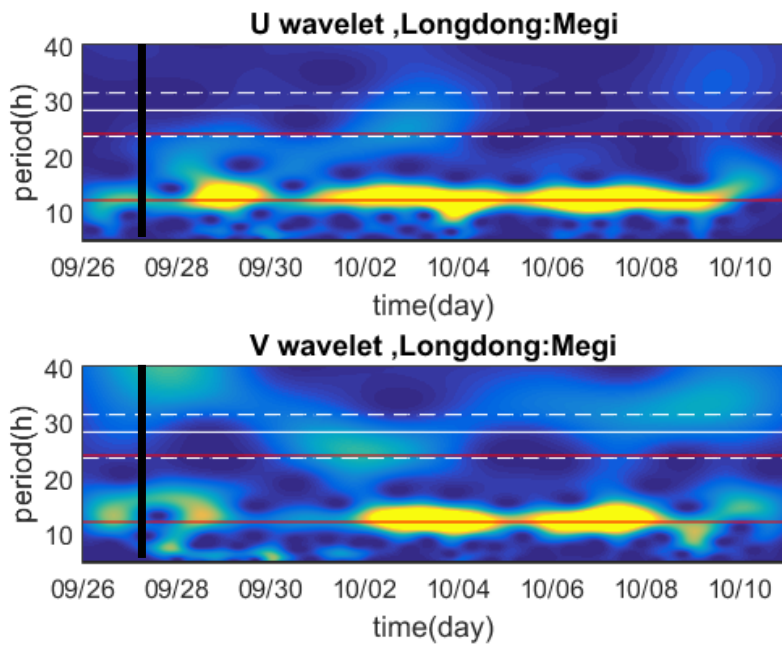 U wavelet ,Longdong:Megi
40
30
20
10
period(h)
09/26 09/28 09/30 10/02 10/04 10/06 10/08 10/10
time(day)
V wavelet ,Longdong:Megi
40
30
20
10
period(h)
09/26 09/28 09/30 10/02 10/04 10/06 10/08 10/10
time(day)